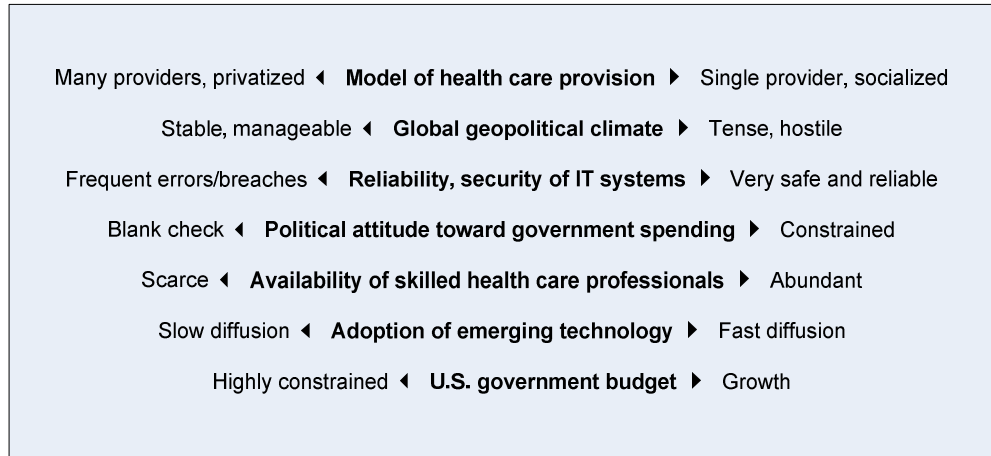 Many providers, privatized ◄ Model of health care provision ► Single provider, socialized
Stable, manageable ◄ Global geopolitical climate ► Tense, hostile
Frequent errors/breaches ◄ Reliability, security of IT systems ► Very safe and reliable
Blank check ◄ Political attitude toward government spending ► Constrained
Scarce ◄ Availability of skilled health care professionals ► Abundant
Slow diffusion ◄ Adoption of emerging technology ► Fast diffusion
Highly constrained ◄ U.S. government budget ► Growth